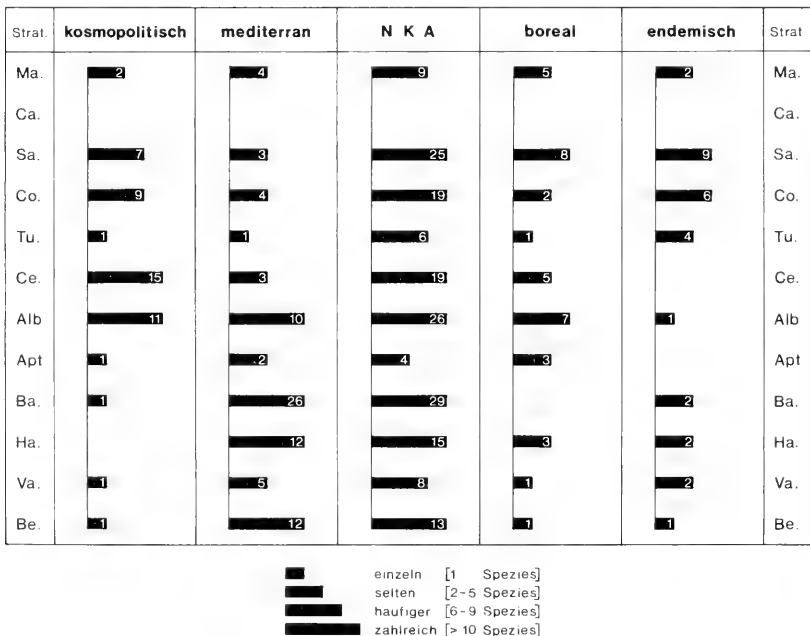 Strat. kosmopolitisch mediterran N K A boreal endemisch Strat
Ma. 2 4 9 5 2 Ma.
Ca. Ca.
Sa. 7 3 25 8 9 Sa.
Co. 9 4 19 2 6 Co.
Tu. 1 1 6 1 4 Tu.
Ce. 15 3 19 5 Ce.
Alb 11 10 26 7 1 Alb
Apt 1 2 4 3 Apt
Ba. 1 26 29 2 Ba.
Ha. 12 15 3 2 Ha.
Va. 1 5 8 1 2 Va.
Be. 1 12 13 1 1 Be.
einzeln [1 Spezies]
selten [2-5 Spezies]
haufiger [6-9 Spezies]
zahlreich [> 10 Spezies]